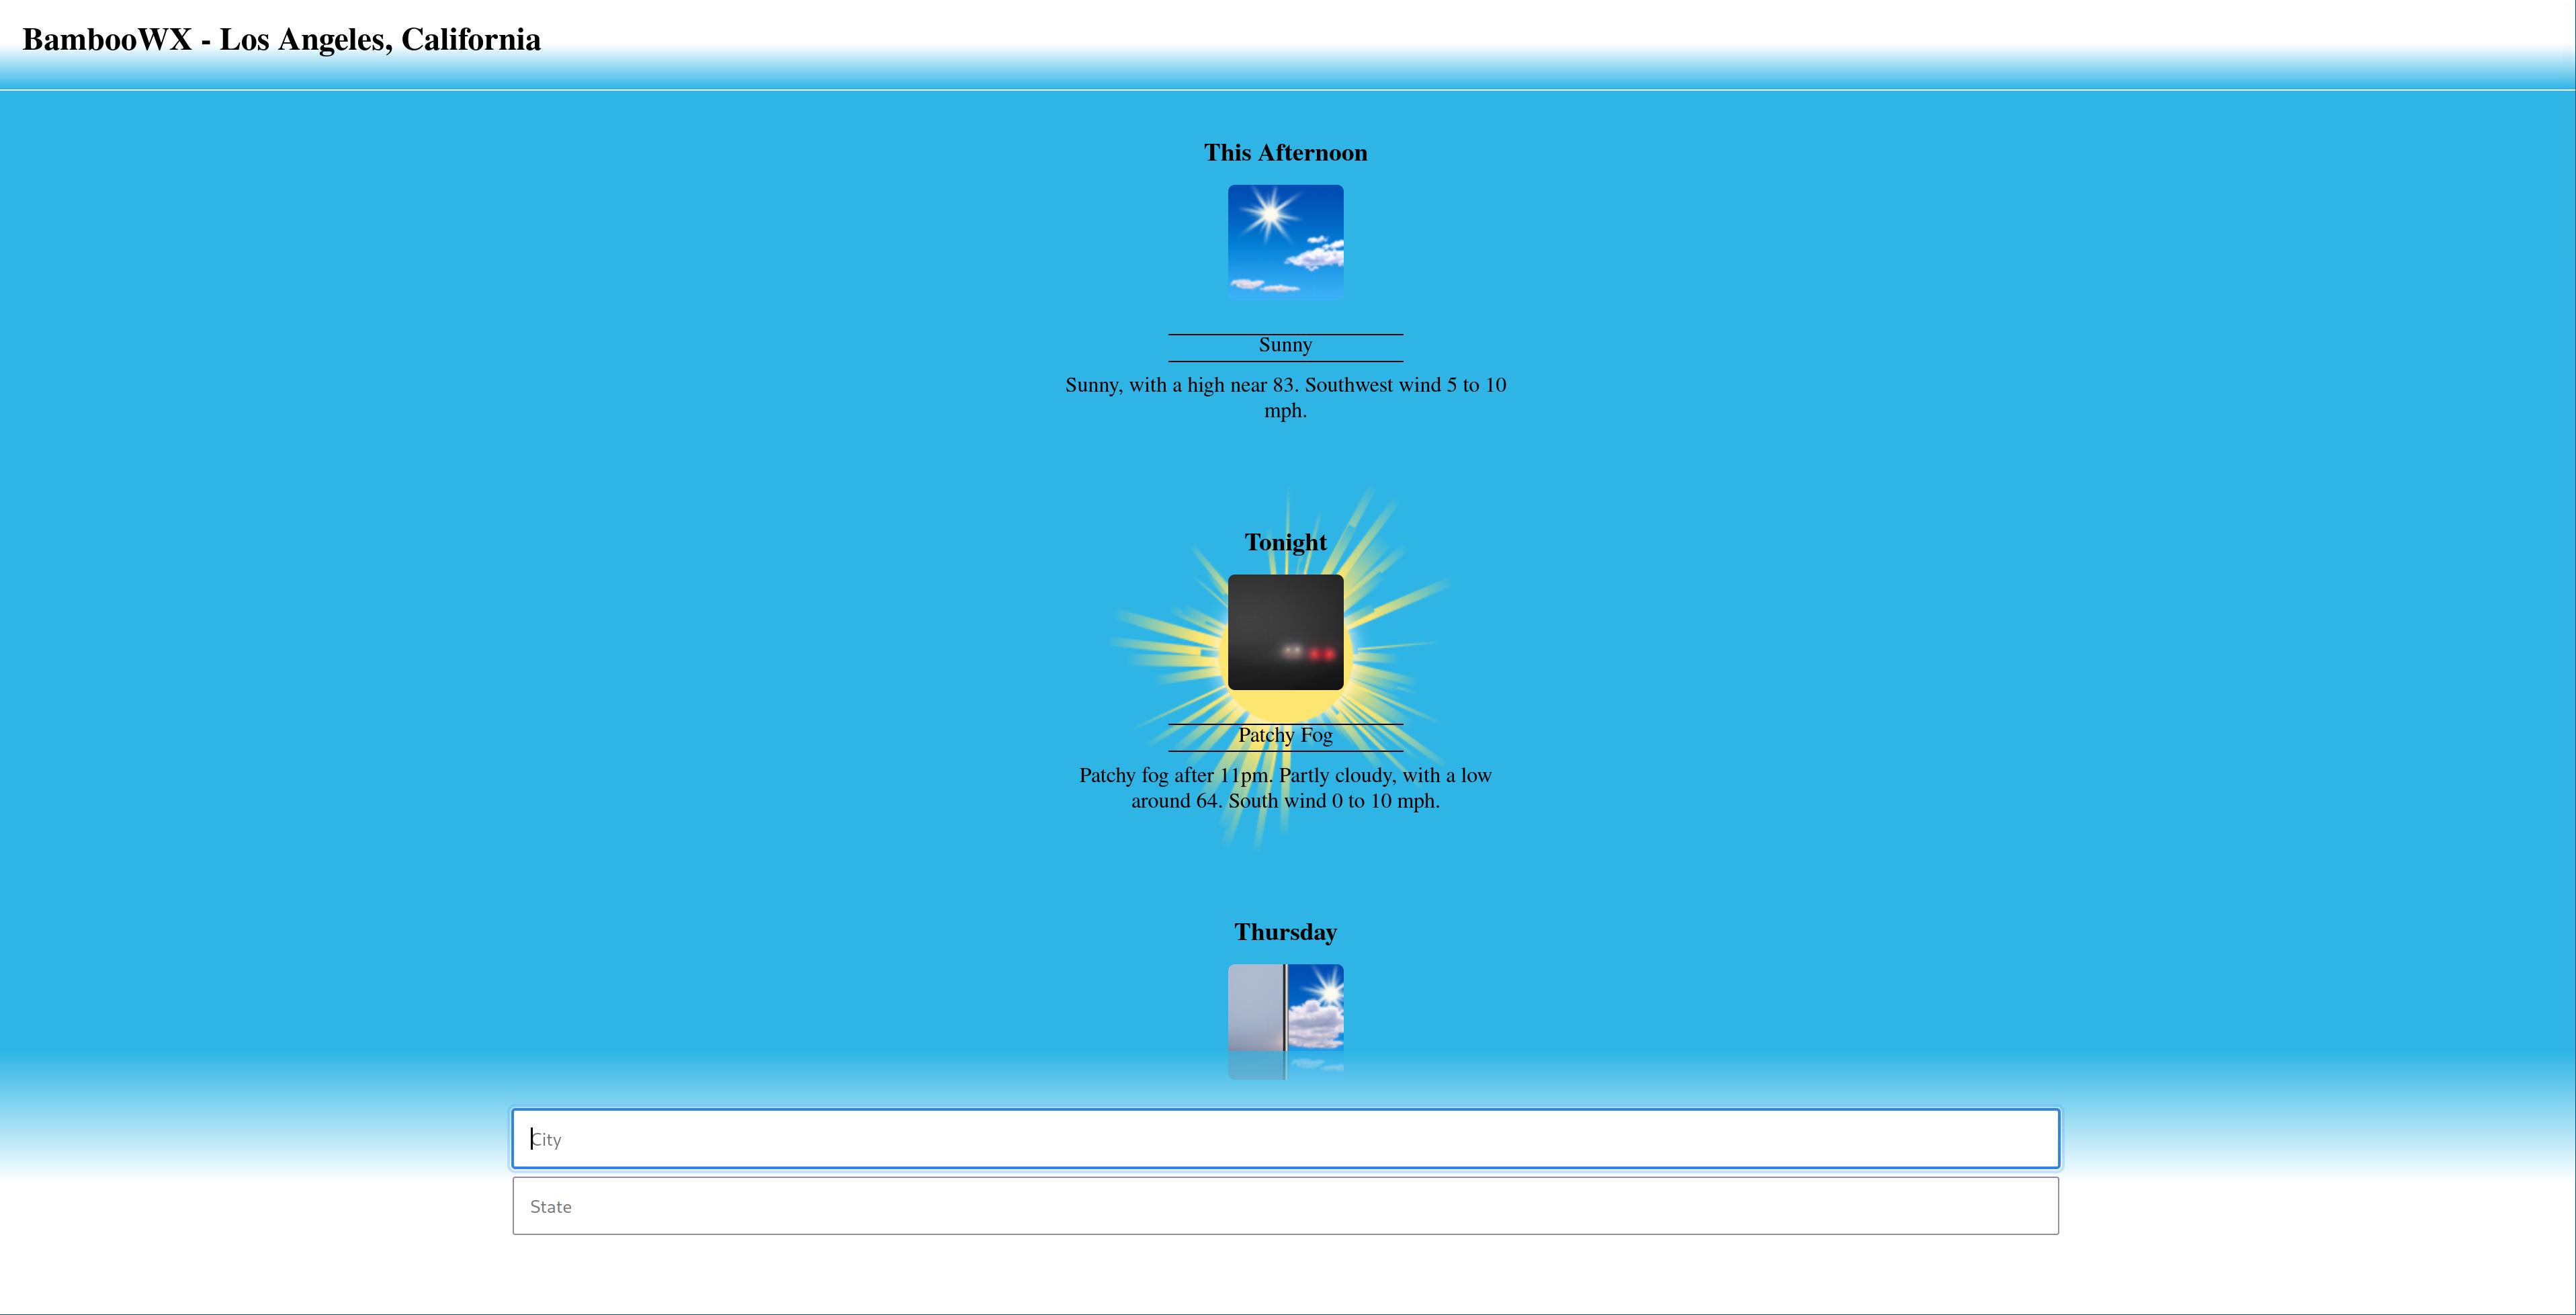 BambooWX - Los Angeles, California
This Afternoon
Sunny
Sunny, with a high near 83. Southwest wind 5 to 10
mph.
Tonight
Patchy Fog
Patchy fog after 11pm. Partly cloudy, with a low
around 64. South wind 0 to 10 mph.
Thursday
City
State